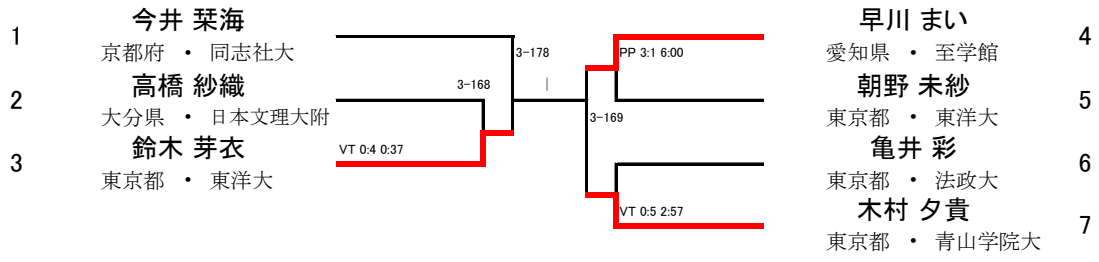 1
今井 栞海
京都府 ・ 同志社大
2
高橋 紗織
大分県 ・ 日本文理大附
3
鈴木 芽衣
東京都 ・ 東洋大
3-178
3-168
VT 0:4 0:37
PP 3:1 6:00
3-169
VT 0:5 2:57
早川 まい
愛知県 ・ 至学館
4
朝野 未紗
東京都 ・ 東洋大
5
亀井 彩
東京都 ・ 法政大
6
木村 夕貴
東京都 ・ 青山学院大
7